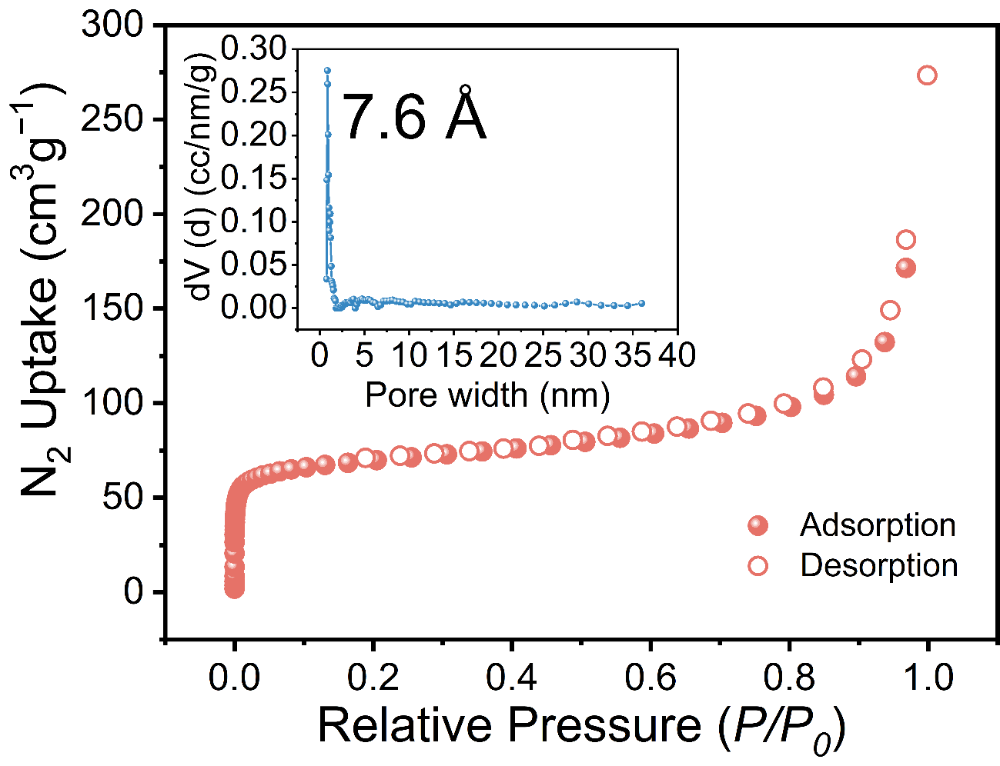 N₂ Uptake (cm³g⁻¹)
300
250
200
150
100
50
0
dV (d) (cc/nm/g)
0.30
0.25
0.20
0.15
0.10
0.05
0.00
7.6 Å
0 5 10 15 20 25 30 35 40
Pore width (nm)
Adsorption
Desorption
0.0 0.2 0.4 0.6 0.8 1.0
Relative Pressure (P/P₀)